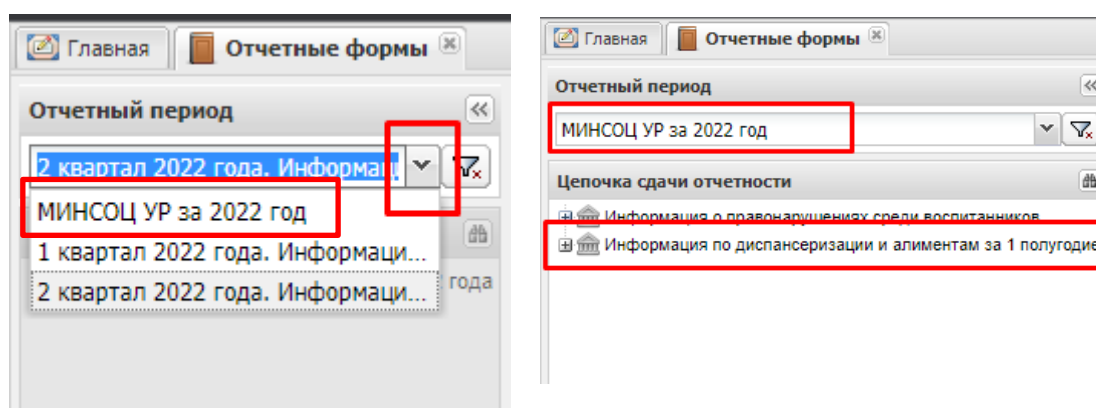 Главная
Отчетные формы
Отчетный период
2 квартал 2022 года. Информаци
МИНСОЦ УР за 2022 год
1 квартал 2022 года. Информаци...
2 квартал 2022 года. Информаци...
года
Главная
Отчетные формы
Отчетный период
МИНСОЦ УР за 2022 год
Цепочка сдачи отчетности
Информация о правонарушениях среди воспитанников
Информация по диспансеризации и алиментам за 1 полугодие